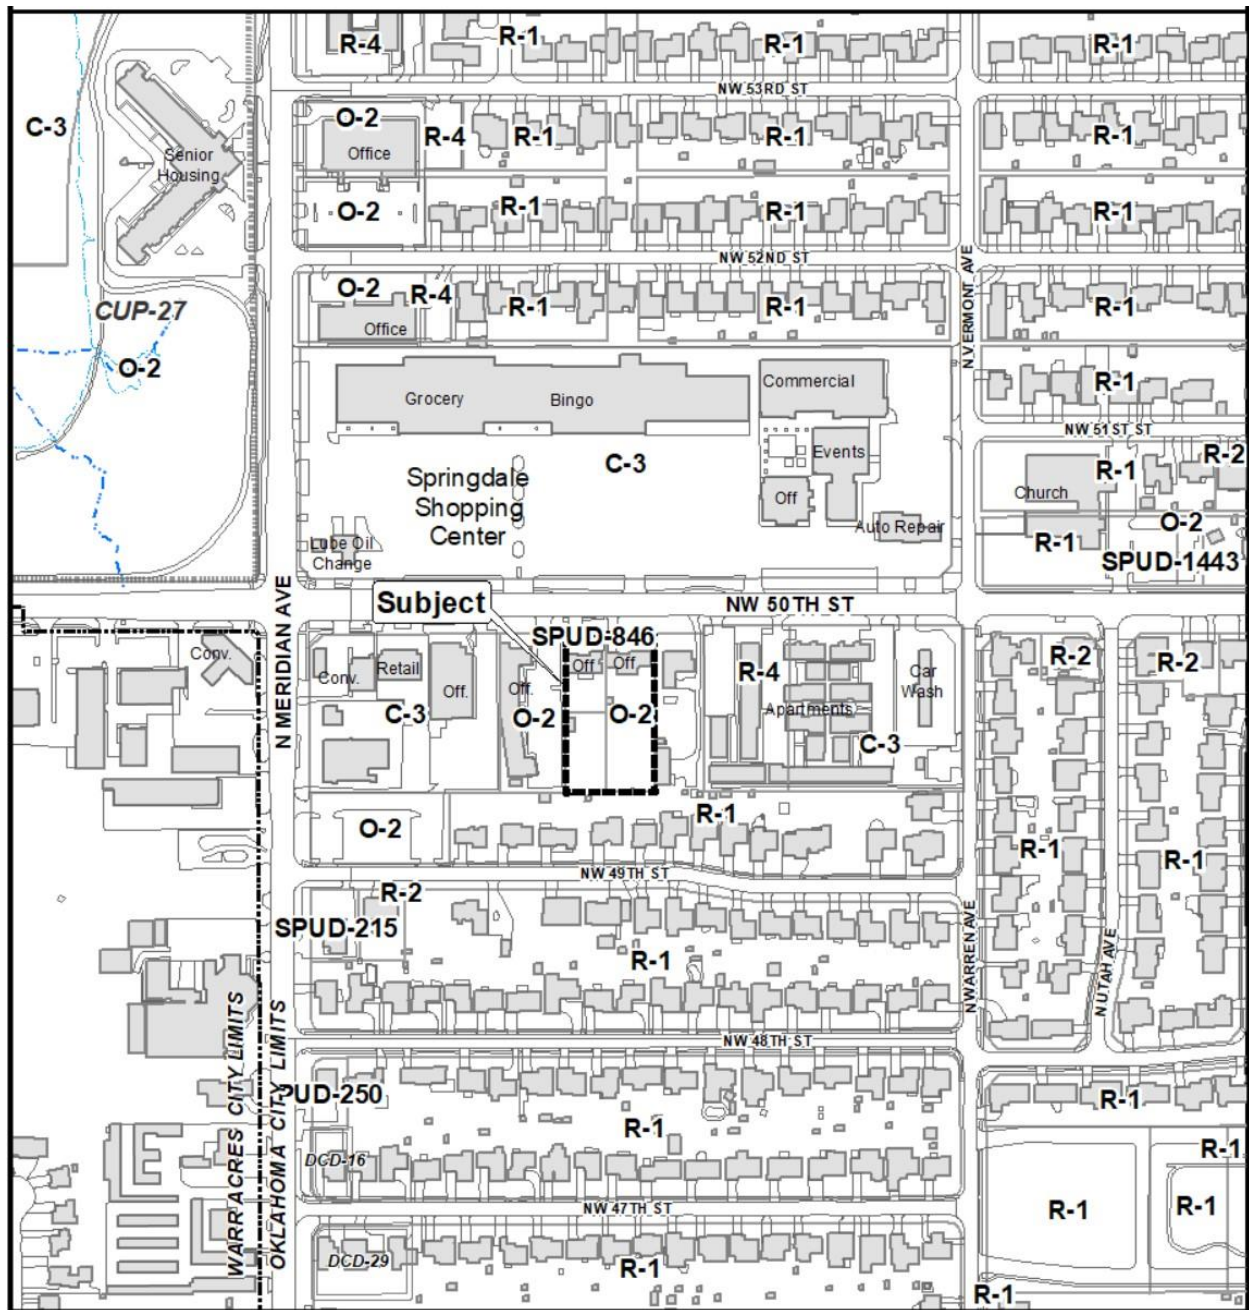 R-4
R-1
R-1
R-1
NW 53RD ST
C-3
Senior
Housing
O-2
Office
R-4
R-1
R-1
R-1
O-2
R-1
R-1
R-1
NW 52ND ST
N VERMONT AVE
CUP-27
O-2
O-2
Office
R-4
R-1
R-1
R-1
R-1
NW 51ST ST
Grocery
Bingo
Commercial
Events
Off
Auto Repair
C-3
Springdale
Shopping
Center
Lube Oil
Change
Church
R-1
R-2
R-1
O-2
SPUD-1443
N MERIDIAN AVE
Subject
NW 50TH ST
SPUD-846
Conv.
Conv.
Retail
C-3
Off.
Off.
O-2
Off
Off
O-2
R-4
Apartments
Car
Wash
C-3
R-2
R-2
O-2
R-1
R-1
R-1
NW 49TH ST
R-2
SPUD-215
R-1
N WARREN AVE
N UTAH AVE
NW 48TH ST
WARR ACRES CITY LIMITS
OKLAHOMA CITY LIMITS
PUD-250
R-1
R-1
DCD-16
R-1
R-1
R-1
NW 47TH ST
DCD-29
R-1
R-1